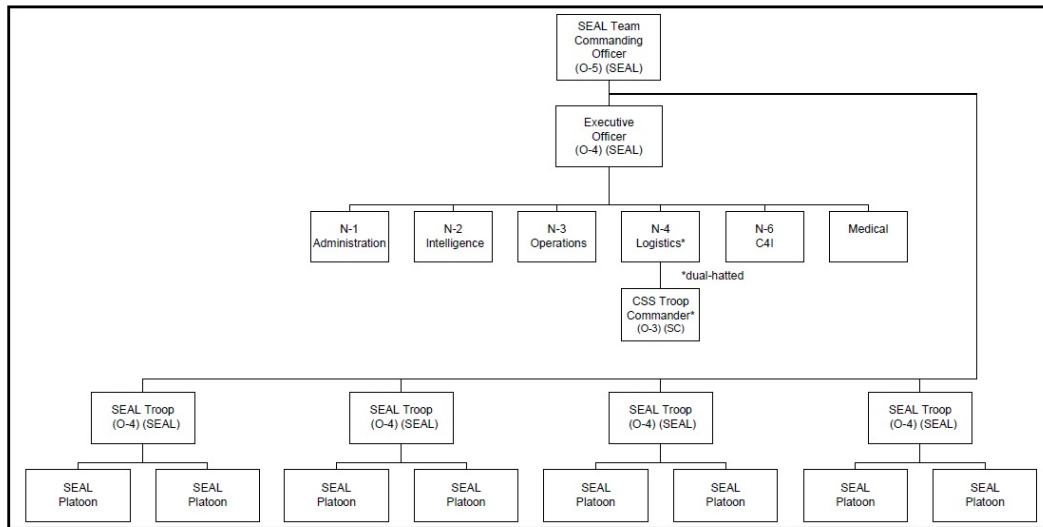 SEAL Team
Commanding
Officer
(O-5) (SEAL)
Executive
Officer
(O-4) (SEAL)
N-1
Administration
N-2
Intelligence
N-3
Operations
N-4
Logistics*
N-6
C4I
Medical
*dual-hatted
CSS Troop
Commander*
(O-3) (SC)
SEAL Troop
(O-4) (SEAL)
SEAL Troop
(O-4) (SEAL)
SEAL Troop
(O-4) (SEAL)
SEAL Troop
(O-4) (SEAL)
SEAL
Platoon
SEAL
Platoon
SEAL
Platoon
SEAL
Platoon
SEAL
Platoon
SEAL
Platoon
SEAL
Platoon
SEAL
Platoon